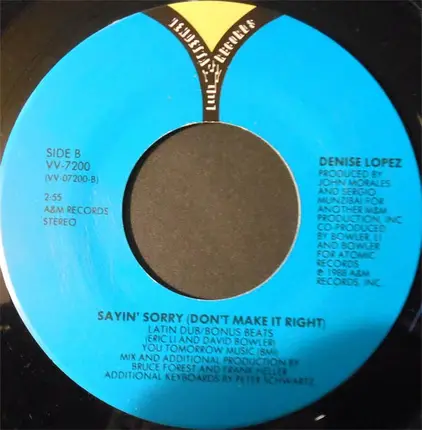 VENDETTA RECORDS
SIDE B
VV-7200
(VV-07200-B)
2:55
A&M RECORDS
STEREO
DENISE LOPEZ
PRODUCED BY
JOHN MORALES
AND SERGIO
MUNZIBAI FOR
ANOTHER M&M
PRODUCTION, INC
CO-PRODUCED
BY BOWLER, LI
AND BOWLER
FOR ATOMIC
RECORDS
℗ 1988 A&M
RECORDS, INC.
SAYIN' SORRY (DON'T MAKE IT RIGHT)
LATIN DUB/BONUS BEATS
(ERIC LI AND DAVID BOWLER)
YOU TOMORROW MUSIC (BMI)
MIX AND ADDITIONAL PRODUCTION BY
BRUCE FOREST AND FRANK HELLER
ADDITIONAL KEYBOARDS BY PETER SCHWARTZ